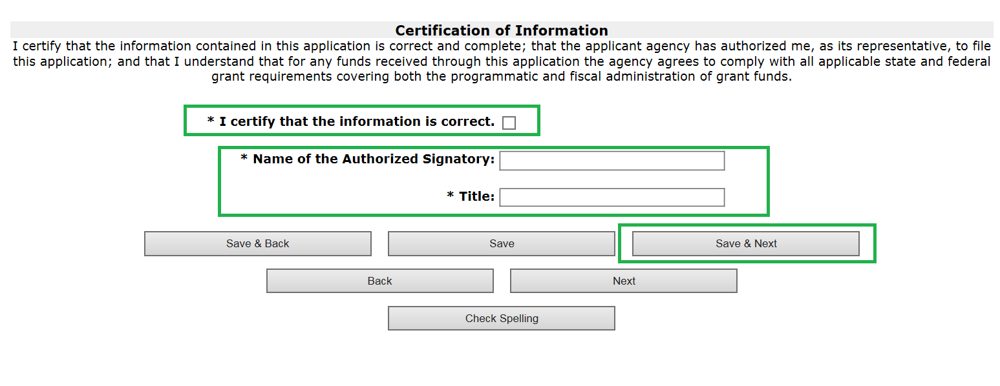 Certification of Information
I certify that the information contained in this application is correct and complete; that the applicant agency has authorized me, as its representative, to file
this application; and that I understand that for any funds received through this application the agency agrees to comply with all applicable state and federal
grant requirements covering both the programmatic and fiscal administration of grant funds.
* I certify that the information is correct.
* Name of the Authorized Signatory:
* Title:
Save & Back Save Save & Next
Back Next
Check Spelling